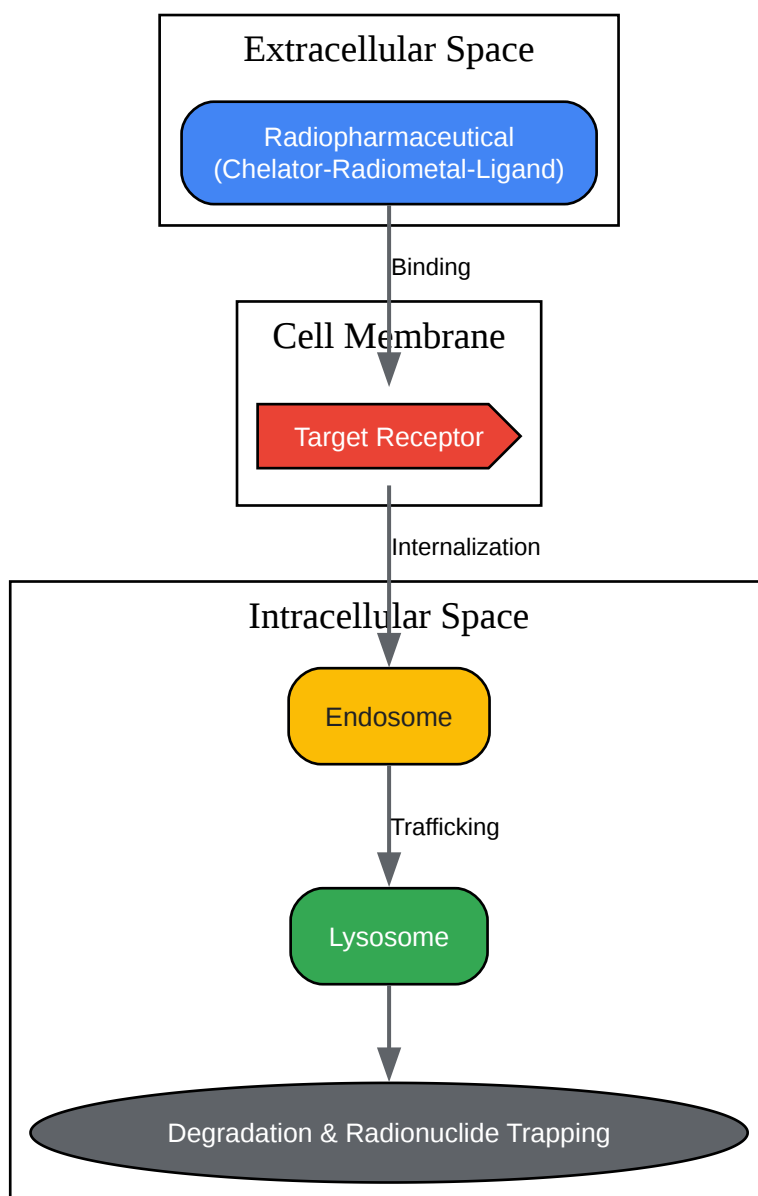 Extracellular Space
Radiopharmaceutical
(Chelator-Radiometal-Ligand)
Binding
Cell Membrane
Target Receptor
Internalization
Intracellular Space
Endosome
Trafficking
Lysosome
Degradation & Radionuclide Trapping